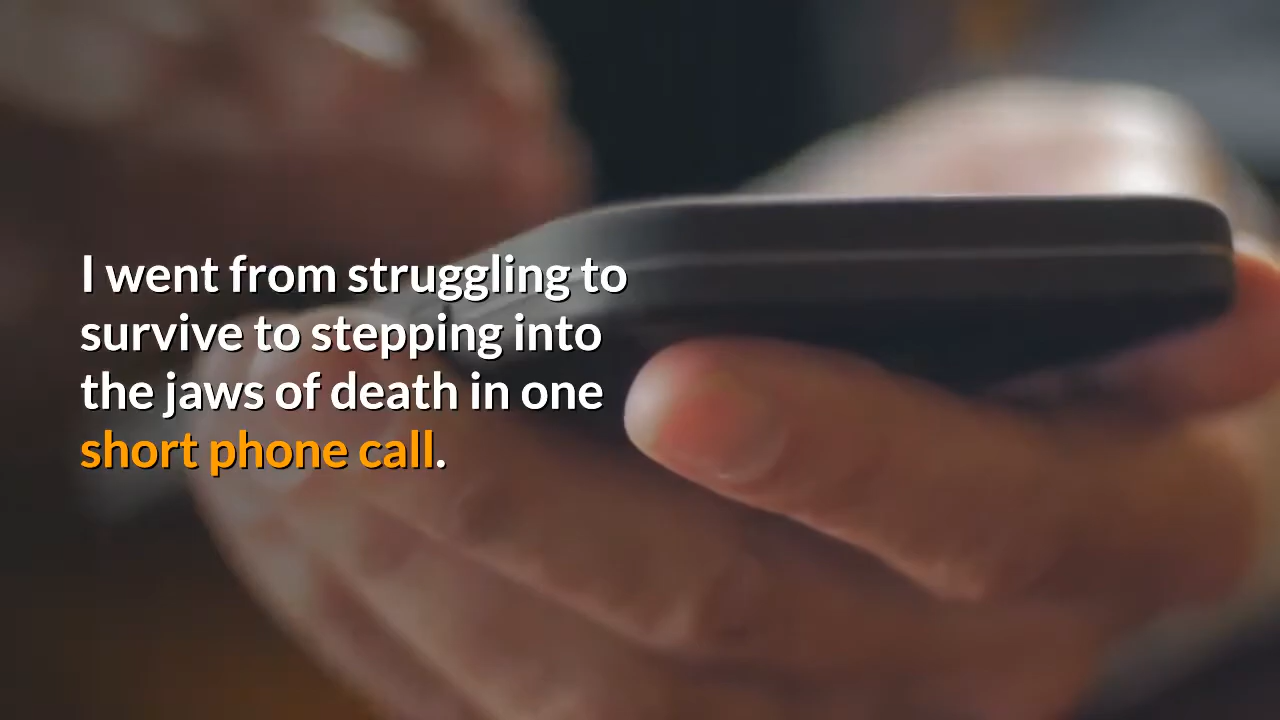 I went from struggling to
survive to stepping into
the jaws of death in one
short phone call.